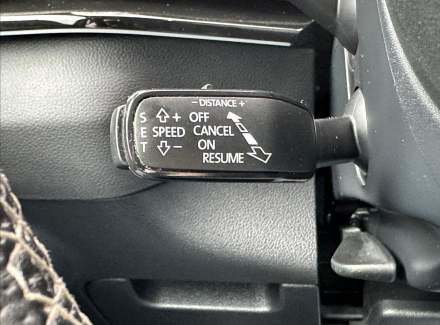 - DISTANCE +
S ⇧ + OFF
E SPEED CANCEL
T ⇩ - ON
RESUME